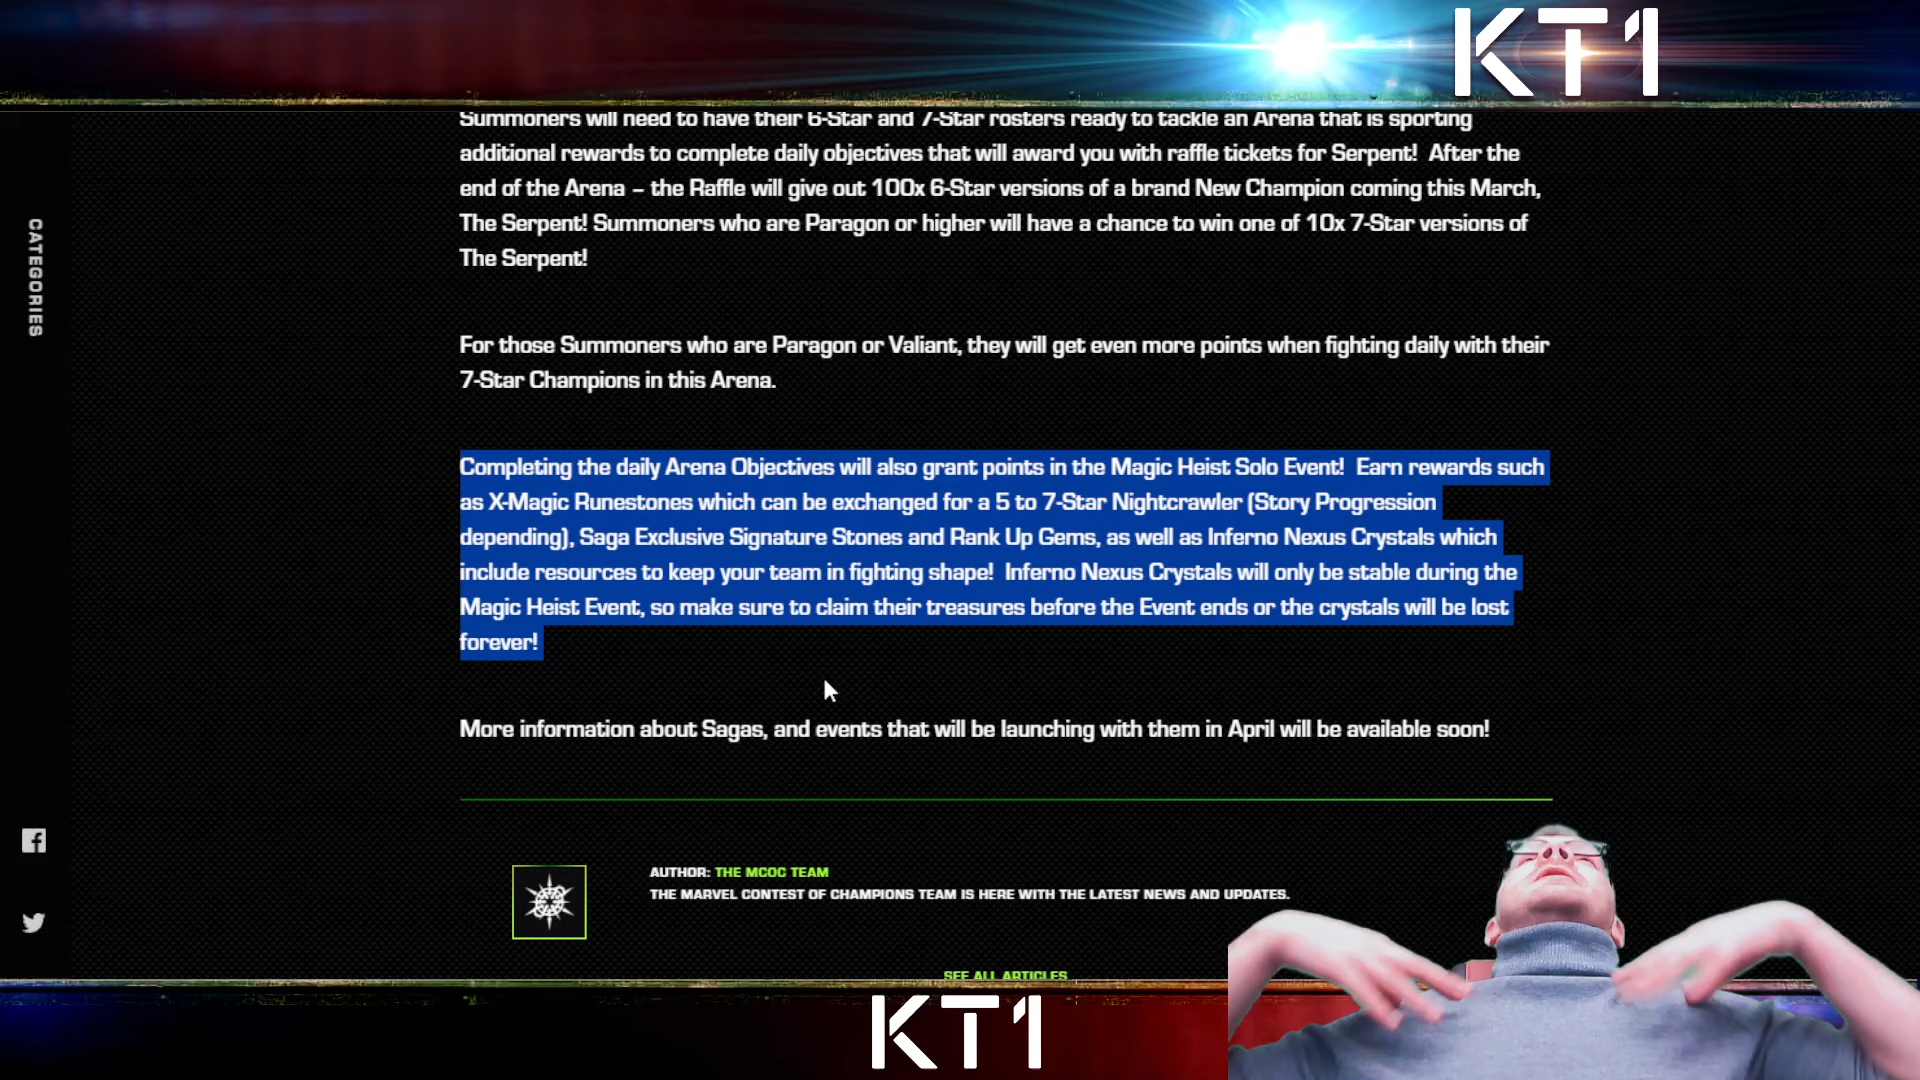 KT1
Summoners will need to have their 6-Star and 7-Star rosters ready to tackle an Arena that is sporting
additional rewards to complete daily objectives that will award you with raffle tickets for Serpent!  After the
end of the Arena – the Raffle will give out 100x 6-Star versions of a brand New Champion coming this March,
The Serpent! Summoners who are Paragon or higher will have a chance to win one of 10x 7-Star versions of
The Serpent!
CATEGORIES
For those Summoners who are Paragon or Valiant, they will get even more points when fighting daily with their
7-Star Champions in this Arena.
Completing the daily Arena Objectives will also grant points in the Magic Heist Solo Event!  Earn rewards such
as X-Magic Runestones which can be exchanged for a 5 to 7-Star Nightcrawler (Story Progression
depending), Saga Exclusive Signature Stones and Rank Up Gems, as well as Inferno Nexus Crystals which
include resources to keep your team in fighting shape!  Inferno Nexus Crystals will only be stable during the
Magic Heist Event, so make sure to claim their treasures before the Event ends or the crystals will be lost
forever!
More information about Sagas, and events that will be launching with them in April will be available soon!
AUTHOR: THE MCOC TEAM
THE MARVEL CONTEST OF CHAMPIONS TEAM IS HERE WITH THE LATEST NEWS AND UPDATES.
SEE ALL ARTICLES
KT1